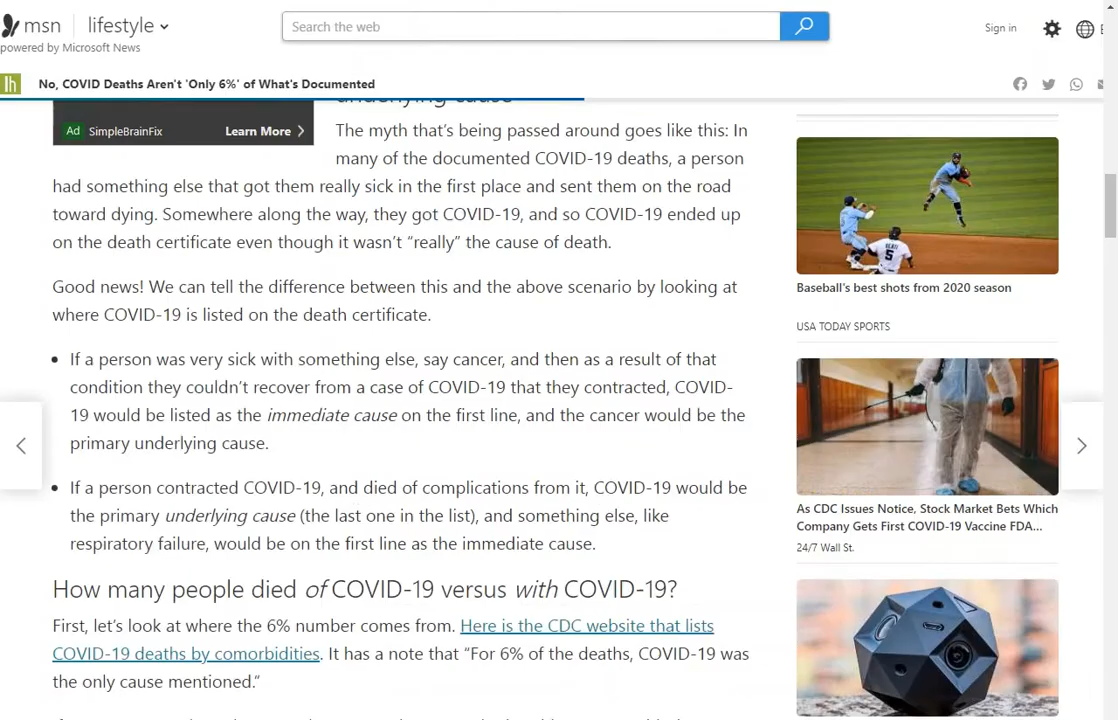 msn
lifestyle
powered by Microsoft News
Search the web
Sign in
lh
No, COVID Deaths Aren't 'Only 6%' of What's Documented
underlying cause
Ad SimpleBrainFix
Learn More
The myth that's being passed around goes like this: In
many of the documented COVID-19 deaths, a person
had something else that got them really sick in the first place and sent them on the road
toward dying. Somewhere along the way, they got COVID-19, and so COVID-19 ended up
on the death certificate even though it wasn't “really” the cause of death.
Good news! We can tell the difference between this and the above scenario by looking at
where COVID-19 is listed on the death certificate.
• If a person was very sick with something else, say cancer, and then as a result of that
condition they couldn't recover from a case of COVID-19 that they contracted, COVID-
19 would be listed as the immediate cause on the first line, and the cancer would be the
primary underlying cause.
• If a person contracted COVID-19, and died of complications from it, COVID-19 would be
the primary underlying cause (the last one in the list), and something else, like
respiratory failure, would be on the first line as the immediate cause.
How many people died of COVID-19 versus with COVID-19?
First, let's look at where the 6% number comes from. Here is the CDC website that lists
COVID-19 deaths by comorbidities. It has a note that “For 6% of the deaths, COVID-19 was
the only cause mentioned.“
5
Baseball's best shots from 2020 season
USA TODAY SPORTS
As CDC Issues Notice, Stock Market Bets Which
Company Gets First COVID-19 Vaccine FDA...
24/7 Wall St.